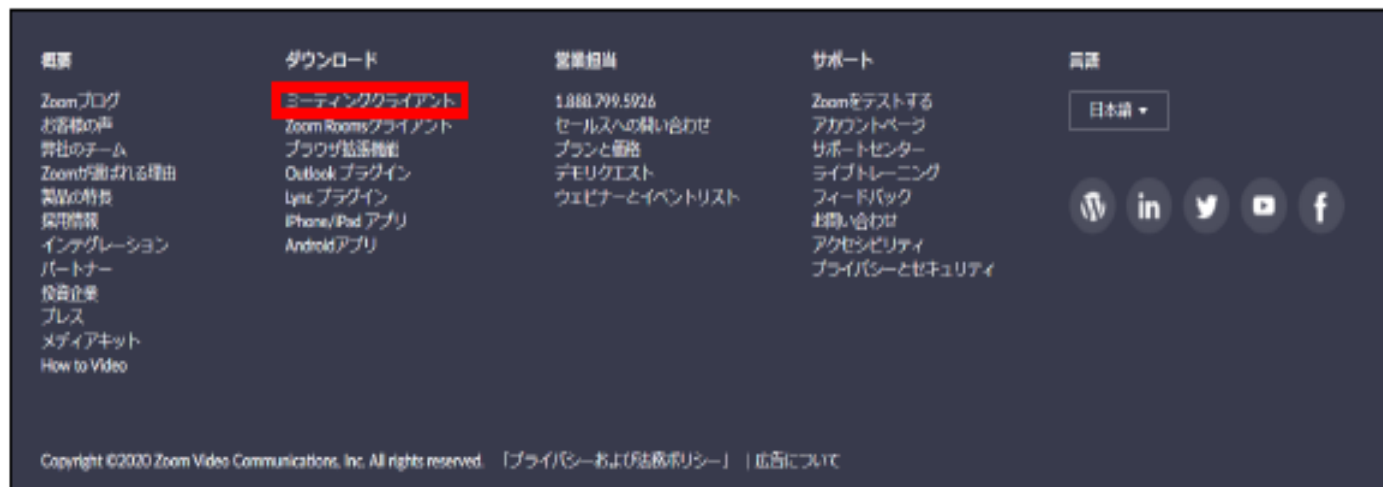 概要
Zoomブログ
お客様の声
弊社のチーム
Zoomが選ばれる理由
製品の特長
採用情報
インテグレーション
パートナー
投資企業
プレス
メディアキット
How to Video
ダウンロード
ミーティングクライアント
Zoom Roomsクライアント
ブラウザ拡張機能
Outlook プラグイン
Lync プラグイン
iPhone/iPad アプリ
Androidアプリ
営業担当
1.888.799.5926
セールスへの問い合わせ
プランと価格
デモリクエスト
ウェビナーとイベントリスト
サポート
Zoomをテストする
アカウントページ
サポートセンター
ライブトレーニング
フィードバック
お問い合わせ
アクセシビリティ
プライバシーとセキュリティ
言語
日本語
in
f
Copyright ©2020 Zoom Video Communications, Inc. All rights reserved. 「プライバシーおよび法務ポリシー」 | 広告について